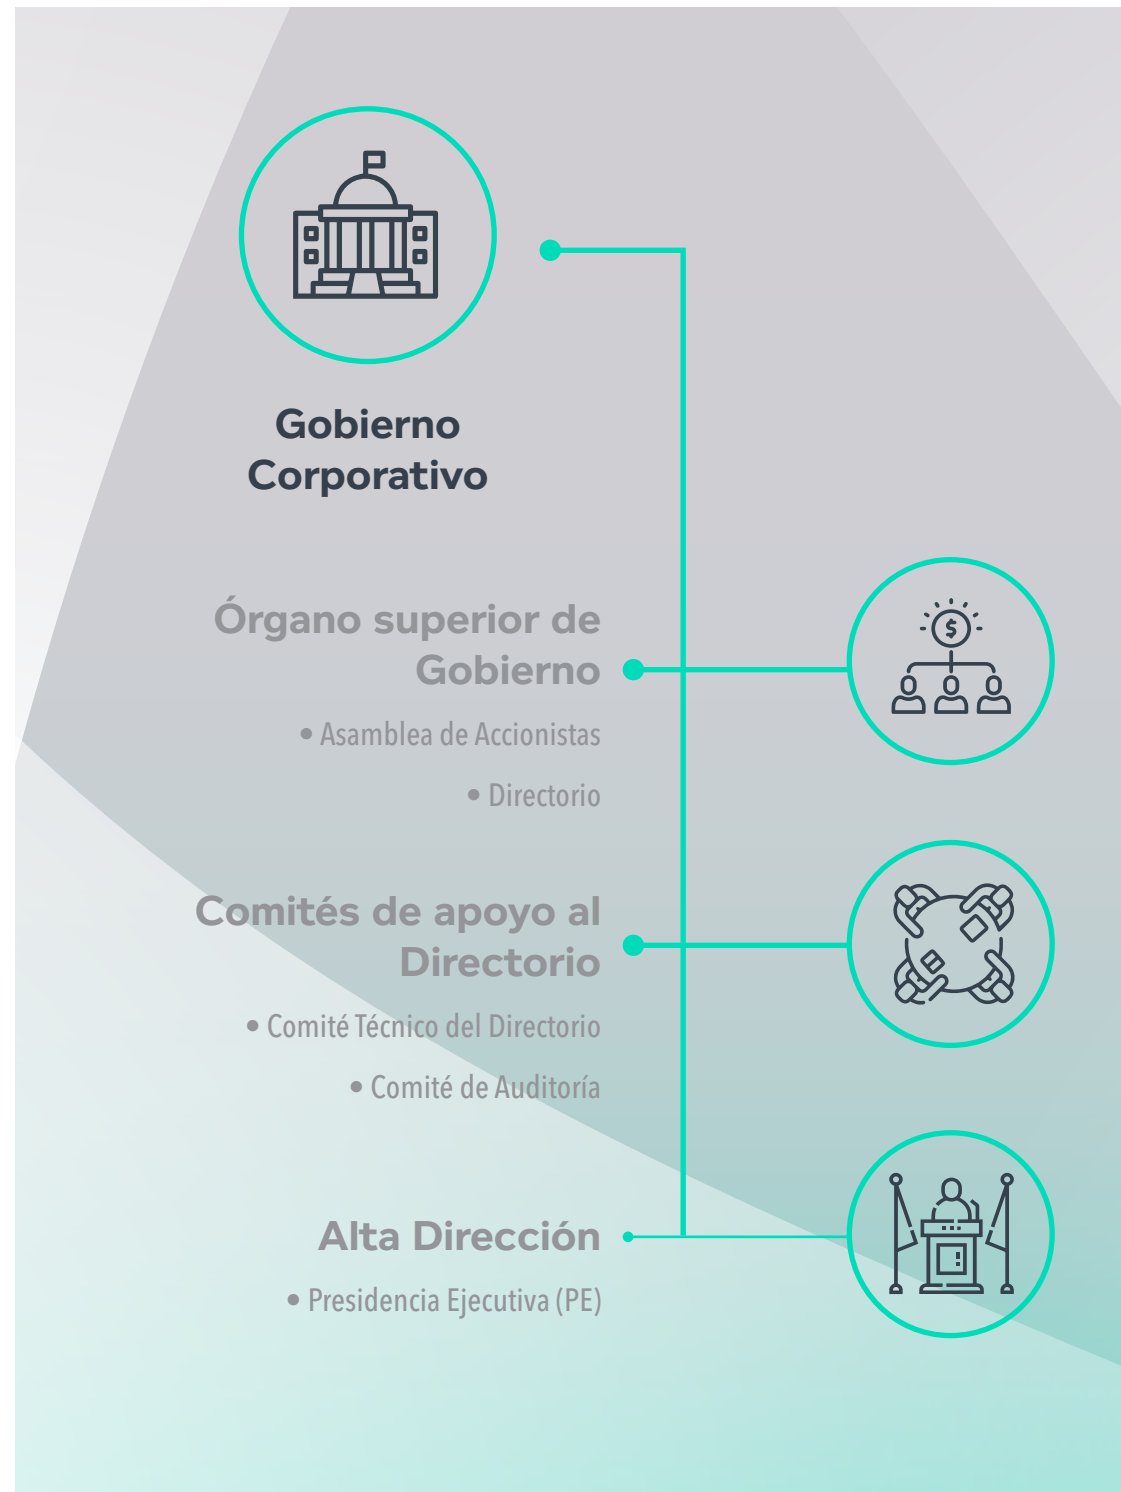 Gobierno
Corporativo
Órgano superior de
Gobierno
• Asamblea de Accionistas
• Directorio
Comités de apoyo al
Directorio
• Comité Técnico del Directorio
• Comité de Auditoría
Alta Dirección
• Presidencia Ejecutiva (PE)